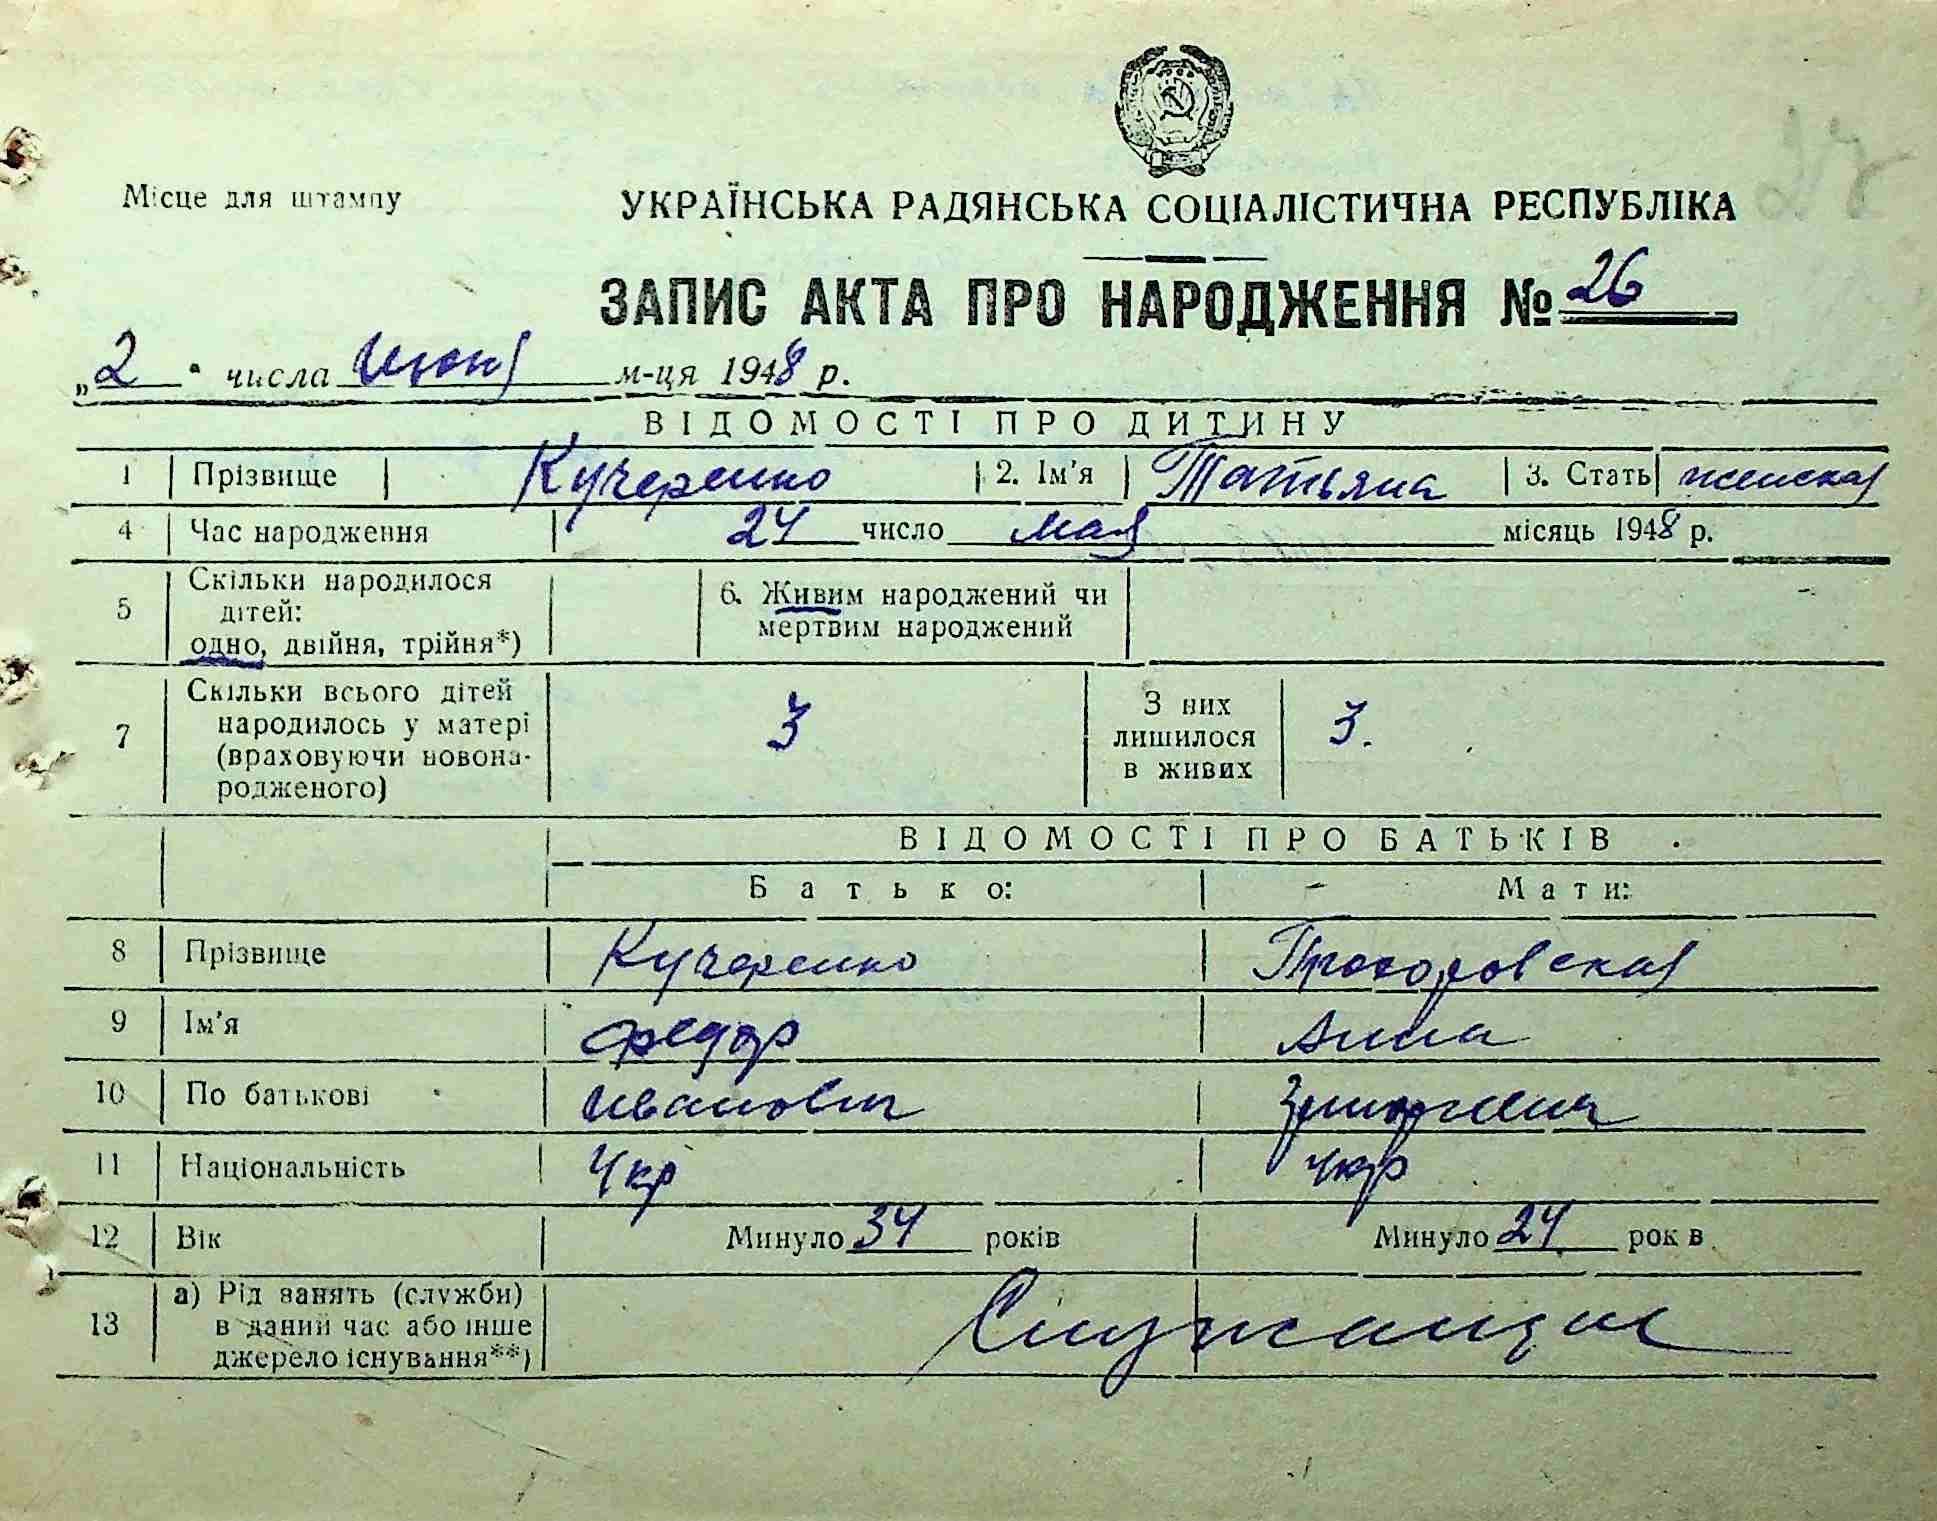 27
Місце для штампу
УКРАЇНСЬКА РАДЯНСЬКА СОЦІАЛІСТИЧНА РЕСПУБЛІКА
ЗАПИС АКТА ПРО НАРОДЖЕННЯ № 26
„2" числа июня м-ця 1948 р.
ВІДОМОСТІ ПРО ДИТИНУ
1 Прізвище Кучеренко 2. Ім'я Татьяна 3. Стать женская
4 Час народження 24 число мая місяць 1948 р.
5 Скільки народилося дітей: одно, двійня, трійня*) 6. Живим народжений чи мертвим народжений
7 Скільки всього дітей народилось у матері (враховуючи новонародженого) 3 З них лишилося в живих 3.
ВІДОМОСТІ ПРО БАТЬКІВ
Батько: Мати:
8 Прізвище Кучеренко
9 Ім'я Федор Анна
10 По батькові Иванович
11 Національність Укр Укр
12 Вік Минуло 34 років Минуло 24 рок в
13 а) Рід занять (служби) в даний час або інше джерело існування**) Служащие